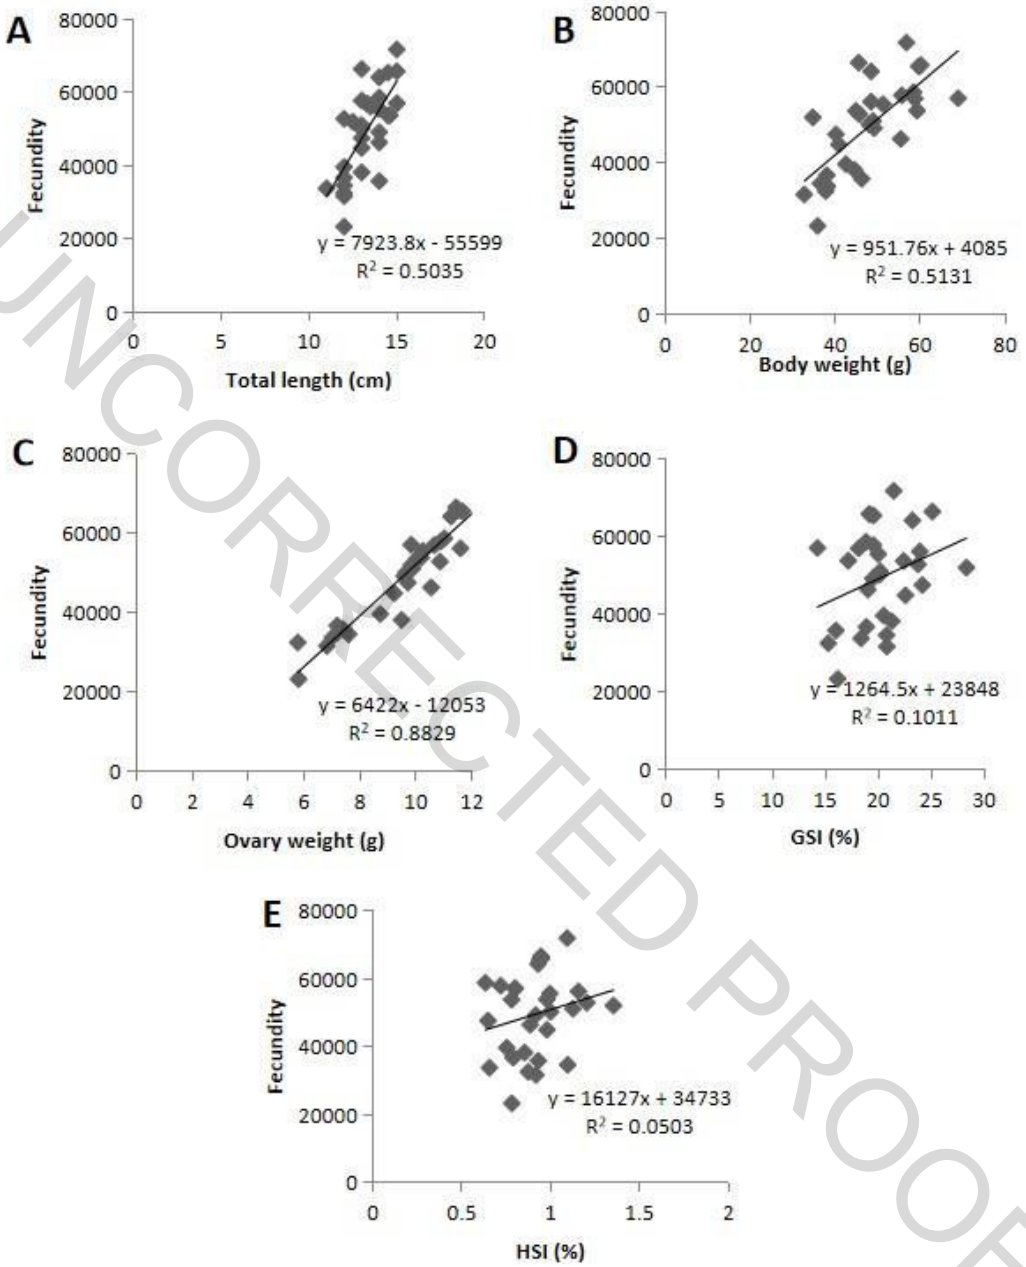 A
80000
60000
40000
20000
0
Fecundity
y = 7923.8x - 55599
R² = 0.5035
0 5 10 15 20
Total length (cm)
B
80000
60000
40000
20000
0
Fecundity
y = 951.76x + 4085
R² = 0.5131
0 20 40 60 80
Body weight (g)
C
80000
60000
40000
20000
0
Fecundity
y = 6422x - 12053
R² = 0.8829
0 2 4 6 8 10 12
Ovary weight (g)
D
80000
60000
40000
20000
0
Fecundity
y = 1264.5x + 23848
R² = 0.1011
0 5 10 15 20 25 30
GSI (%)
E
80000
60000
40000
20000
0
Fecundity
y = 16127x + 34733
R² = 0.0503
0 0.5 1 1.5 2
HSI (%)
UNCORRECTED PROOF